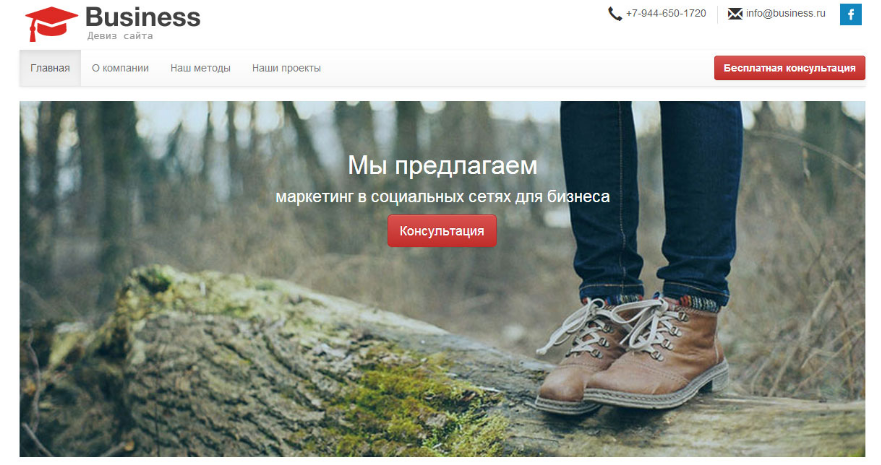 Business
Девиз сайта
+7-944-650-1720
info@business.ru
f
Главная
О компании
Наш методы
Наши проекты
Бесплатная консультация
Мы предлагаем
маркетинг в социальных сетях для бизнеса
Консультация